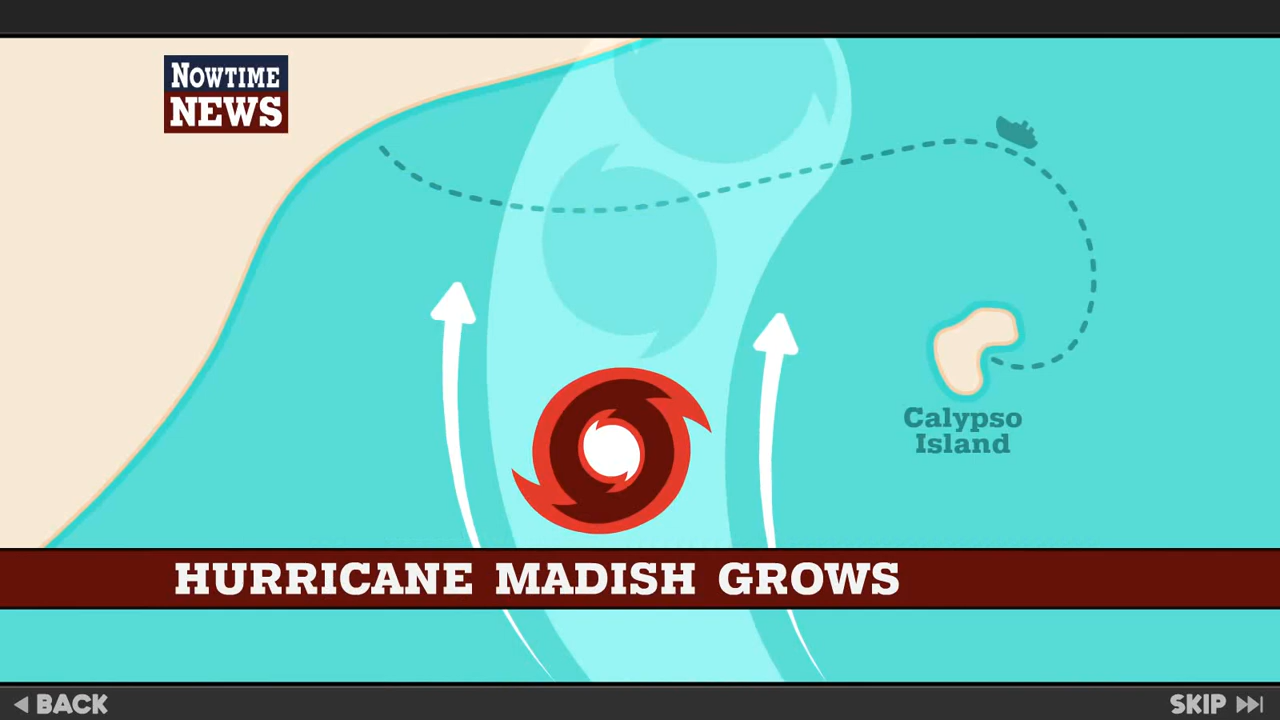 NOWTIME
NEWS
Calypso
Island
HURRICANE MADISH GROWS
BACK
SKIP